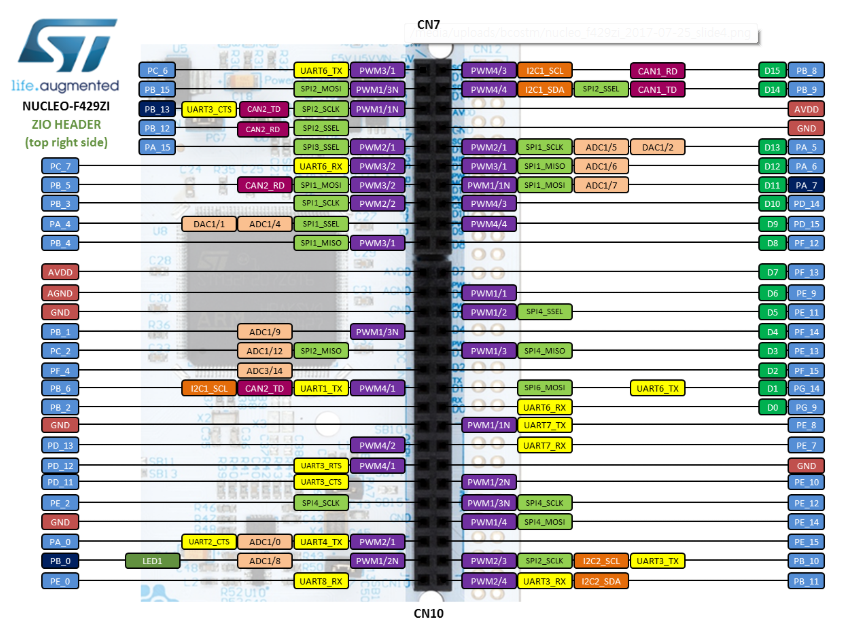 CN7
life.augmented
NUCLEO-F429ZI
ZIO HEADER
(top right side)
PC_6 UART6_TX PWM3/1 PWM4/3 I2C1_SCL CAN1_RD D15 PB_8
PB_15 SPI2_MOSI PWM1/3N PWM4/4 I2C1_SDA SPI2_SSEL CAN1_TD D14 PB_9
PB_13 UART3_CTS CAN2_TD SPI2_SCLK PWM1/1N AVDD
PB_12 CAN2_RD SPI2_SSEL GND
PA_15 SPI3_SSEL PWM2/1 PWM2/1 SPI1_SCLK ADC1/5 DAC1/2 D13 PA_5
PC_7 UART6_RX PWM3/2 PWM3/1 SPI1_MISO ADC1/6 D12 PA_6
PB_5 CAN2_RD SPI1_MOSI PWM3/2 PWM1/1N SPI1_MOSI ADC1/7 D11 PA_7
PB_3 SPI1_SCLK PWM2/2 PWM4/3 D10 PD_14
PA_4 DAC1/1 ADC1/4 SPI1_SSEL PWM4/4 D9 PD_15
PB_4 SPI1_MISO PWM3/1 D8 PF_12
AVDD D7 PF_13
AGND PWM1/1 D6 PE_9
GND PWM1/2 SPI4_SSEL D5 PE_11
PB_1 ADC1/9 PWM1/3N D4 PF_14
PC_2 ADC1/12 SPI2_MISO PWM1/3 SPI4_MISO D3 PE_13
PF_4 ADC3/14 D2 PF_15
PB_6 I2C1_SCL CAN2_TD UART1_TX PWM4/1 SPI6_MOSI UART6_TX D1 PG_14
PB_2 UART6_RX D0 PG_9
GND PWM1/1N UART7_TX PE_8
PD_13 PWM4/2 UART7_RX PE_7
PD_12 UART3_RTS PWM4/1 GND
PD_11 UART3_CTS PWM1/2N PE_10
PE_2 SPI4_SCLK PWM1/3N SPI4_SCLK PE_12
GND PWM1/4 SPI4_MOSI PE_14
PA_0 UART2_CTS ADC1/0 UART4_TX PWM2/1 PE_15
PB_0 LED1 ADC1/8 PWM1/2N PWM2/3 SPI2_SCLK I2C2_SCL UART3_TX PB_10
PE_0 UART8_RX PWM2/4 UART3_RX I2C2_SDA PB_11
CN10